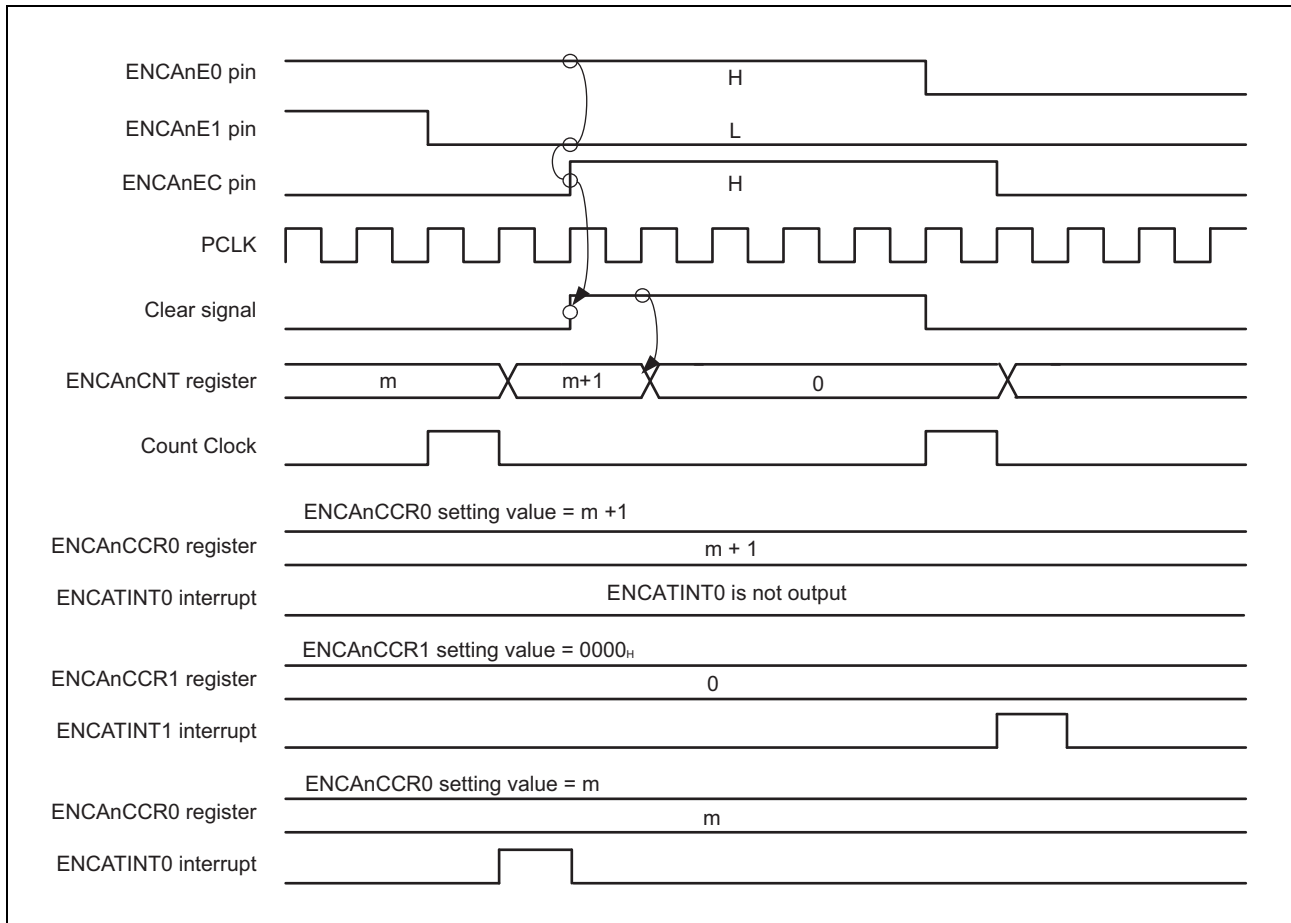 ENCAnE0 pin
H
ENCAnE1 pin
L
ENCAnEC pin
H
PCLK
Clear signal
ENCAnCNT register
m
m+1
0
Count Clock
ENCAnCCR0 setting value = m +1
ENCAnCCR0 register
m + 1
ENCATINT0 interrupt
ENCATINT0 is not output
ENCAnCCR1 setting value = 0000H
ENCAnCCR1 register
0
ENCATINT1 interrupt
ENCAnCCR0 setting value = m
ENCAnCCR0 register
m
ENCATINT0 interrupt